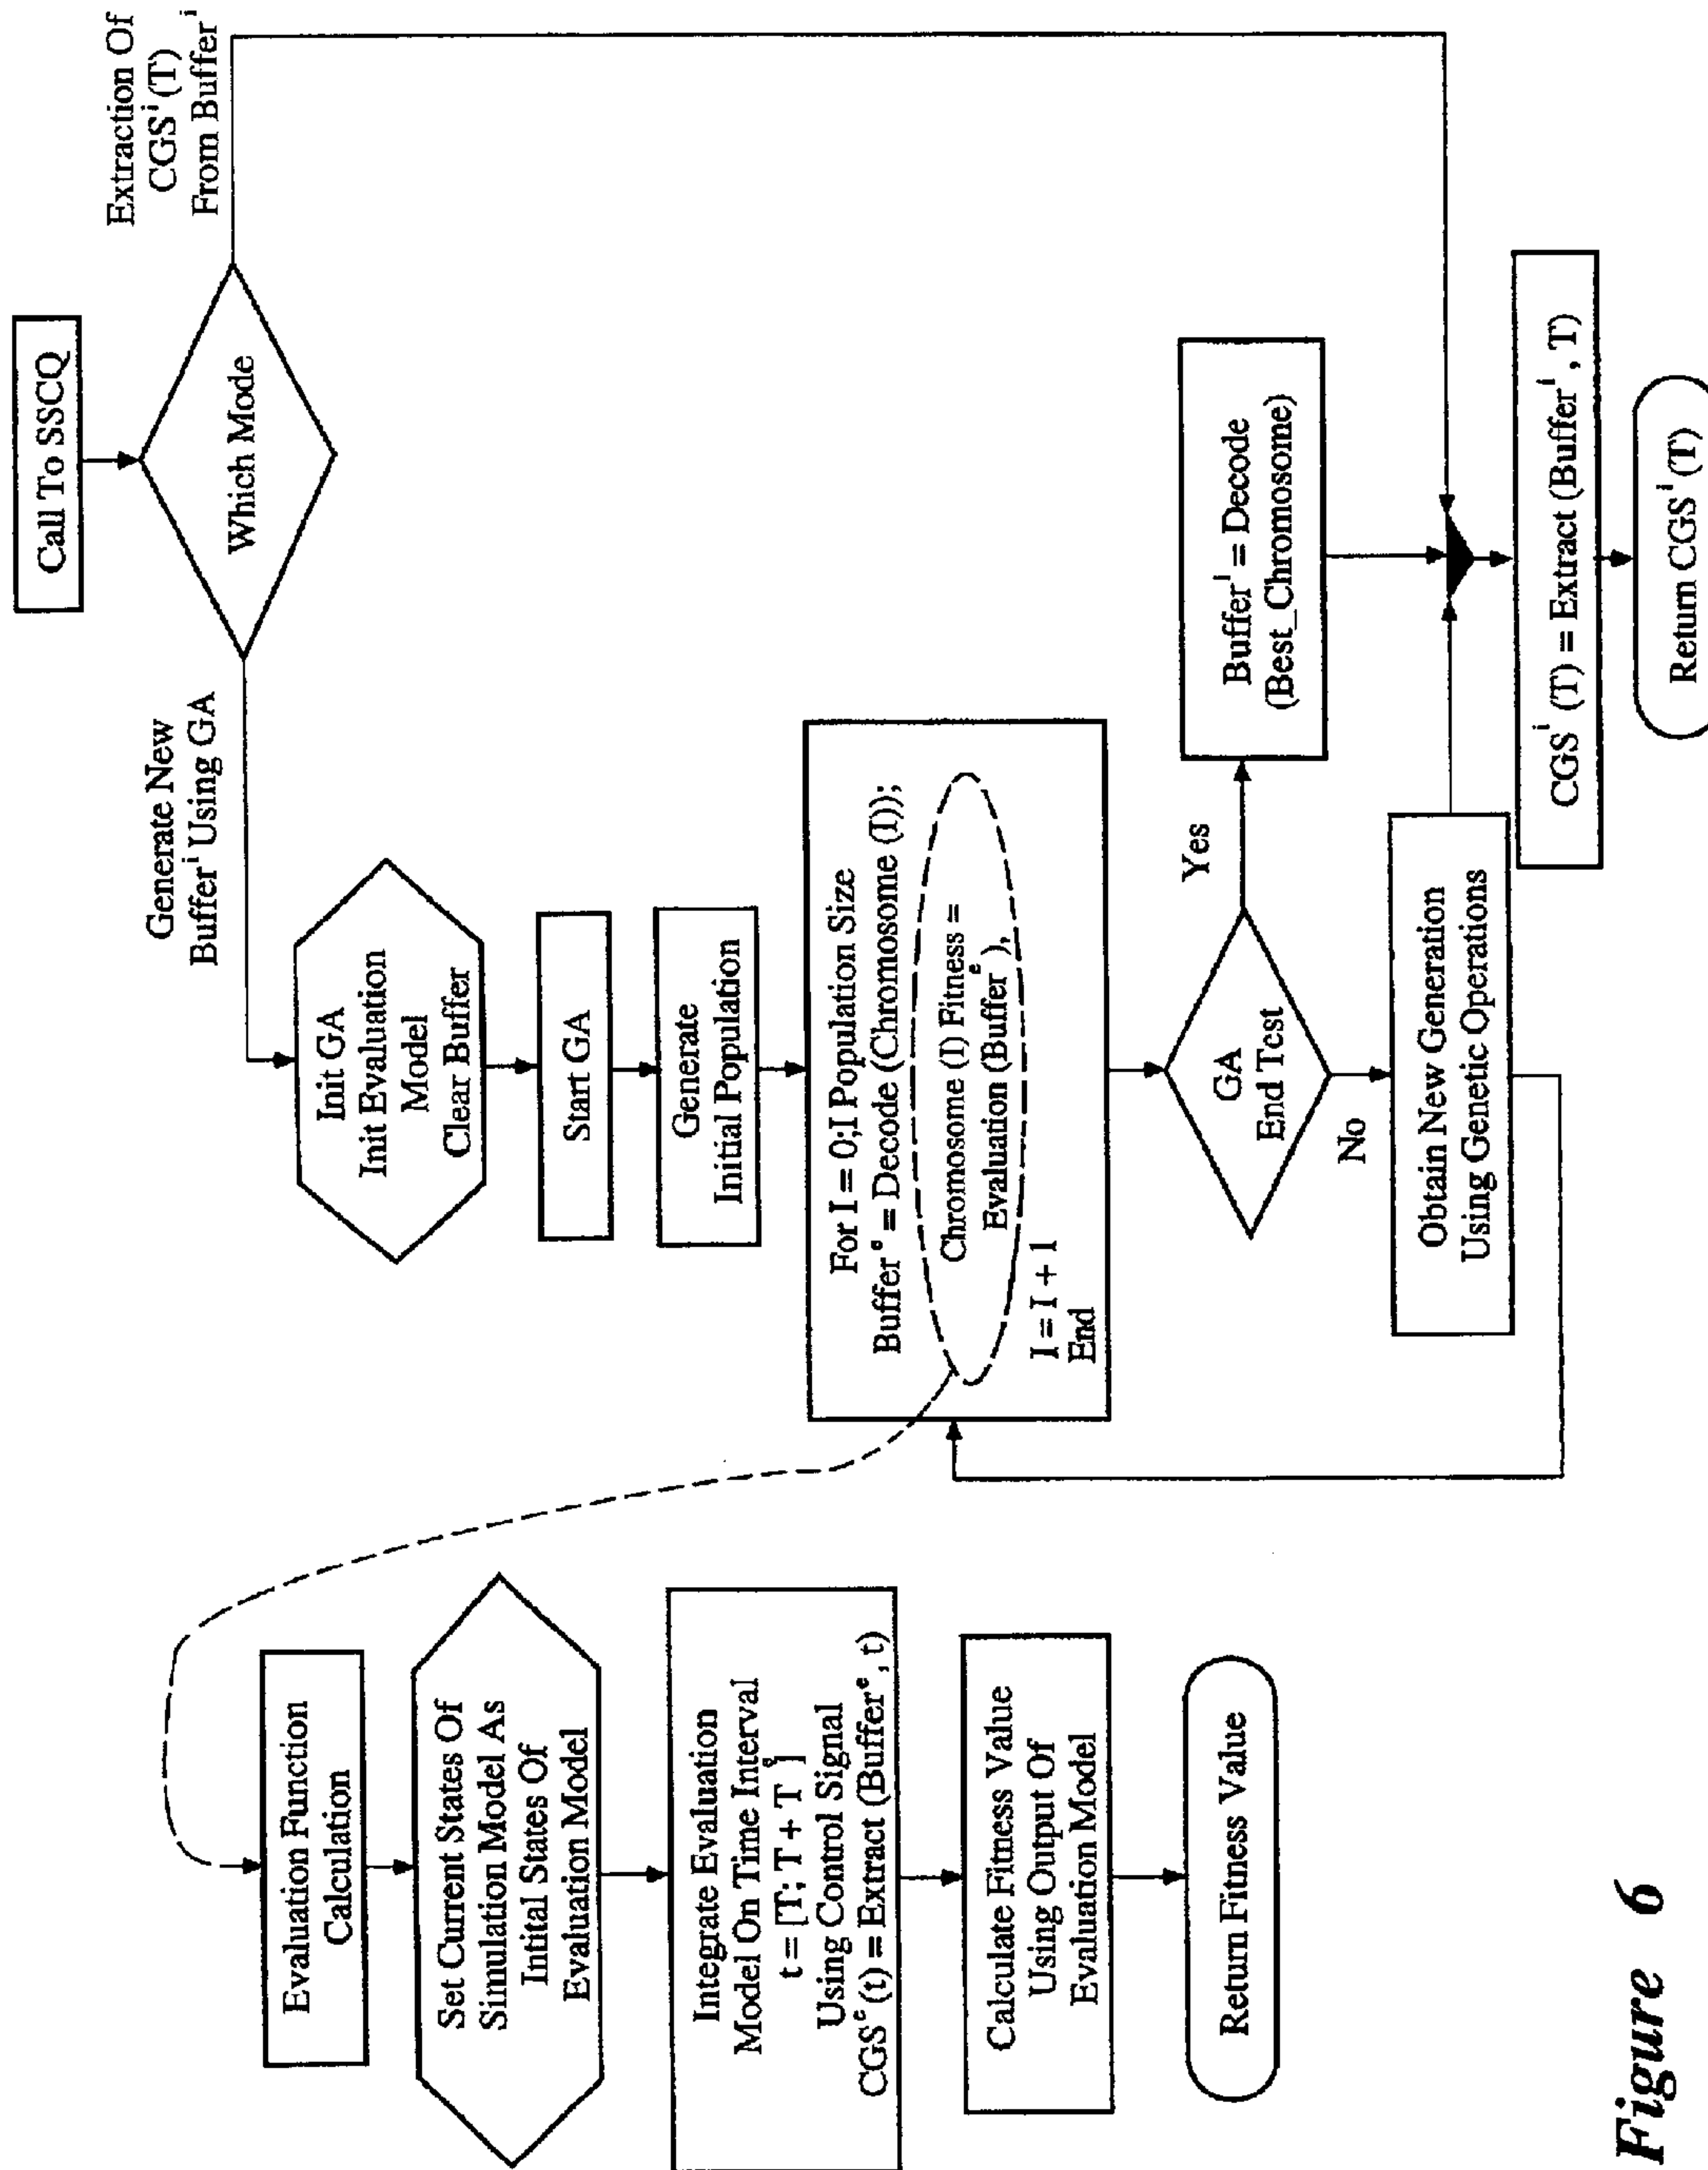 Call To SSCQ
Which Mode
Extraction Of
CGS^i (T)
From Buffer^i
Generate New
Buffer^i Using GA
Init GA
Init Evaluation
Model
Clear Buffer
Start GA
Generate
Initial Population
For I = 0;I Population Size
Buffer^e = Decode (Chromosome (I));
Chromosome (I) Fitness =
Evaluation (Buffer^e),
I = I + 1
End
GA
End Test
Yes
No
Buffer^i = Decode
(Best_Chromosome)
Obtain New Generation
Using Genetic Operations
CGS^i (T) = Extract (Buffer^i, T)
Return CGS^i (T)
Evaluation Function
Calculation
Set Current States Of
Simulation Model As
Intital States Of
Evaluation Model
Integrate Evaluation
Model On Time Interval
t = [T; T + T^e]
Using Control Signal
CGS^e (t) = Extract (Buffer^e, t)
Calculate Fitness Value
Using Output Of
Evaluation Model
Return Fitness Value
Figure 6